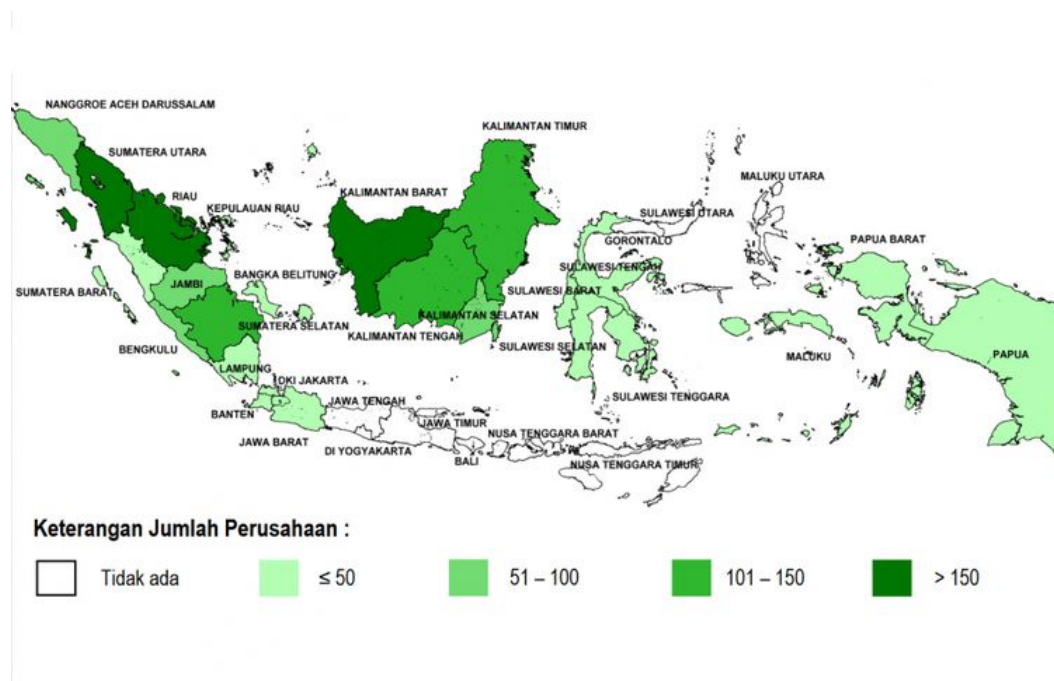 NANGGROE ACEH DARUSSALAM
KALIMANTAN TIMUR
SUMATERA UTARA
MALUKU UTARA
KALIMANTAN BARAT
RIAU
KEPULAUAN RIAU
SULAWESI UTARA
GORONTALO
PAPUA BARAT
SULAWESI TENGAH
BANGKA BELITUNG
JAMBI
SUMATERA BARAT
SULAWESI BARAT
KALIMANTAN SELATAN
SUMATERA SELATAN
KALIMANTAN TENGAH
SULAWESI SELATAN
BENGKULU
MALUKU
PAPUA
LAMPUNG
DKI JAKARTA
SULAWESI TENGGARA
JAWA TENGAH
BANTEN
JAWA TIMUR
NUSA TENGGARA BARAT
JAWA BARAT
DI YOGYAKARTA
BALI
NUSA TENGGARA TIMUR
Keterangan Jumlah Perusahaan :
Tidak ada ≤ 50 51 – 100 101 – 150 > 150